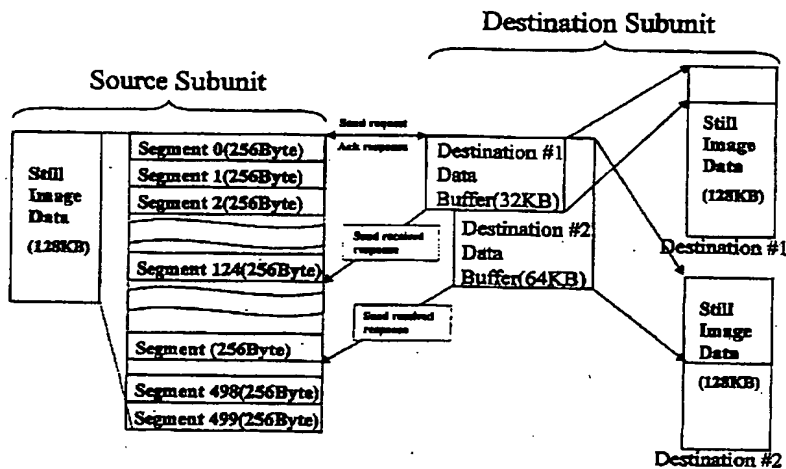 Destination Subunit
Source Subunit
Send request
Ack response
Still
Image
Data
(128KB)
Segment 0(256Byte)
Segment 1(256Byte)
Segment 2(256Byte)
Segment 124(256Byte)
Segment (256Byte)
Segment 498(256Byte)
Segment 499(256Byte)
Destination #1
Data
Buffer(32KB)
Destination #2
Data
Buffer(64KB)
Send received
response
Send received
response
Still
Image
Data
(128KB)
Destination #1
Still
Image
Data
(128KB)
Destination #2